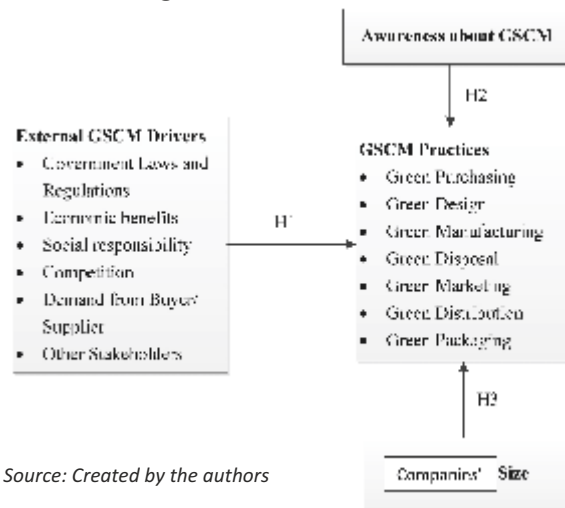 Awareness about GSCM
H2
External GSCM Drivers
• Government Laws and
Regulations
• Economic benefits
• Social responsibility
• Competition
• Demand from Buyer/
Supplier
• Other Stakeholders
H1
GSCM Practices
• Green Purchasing
• Green Design
• Green Manufacturing
• Green Disposal
• Green Marketing
• Green Distribution
• Green Packaging
H3
Companies' Size
Source: Created by the authors